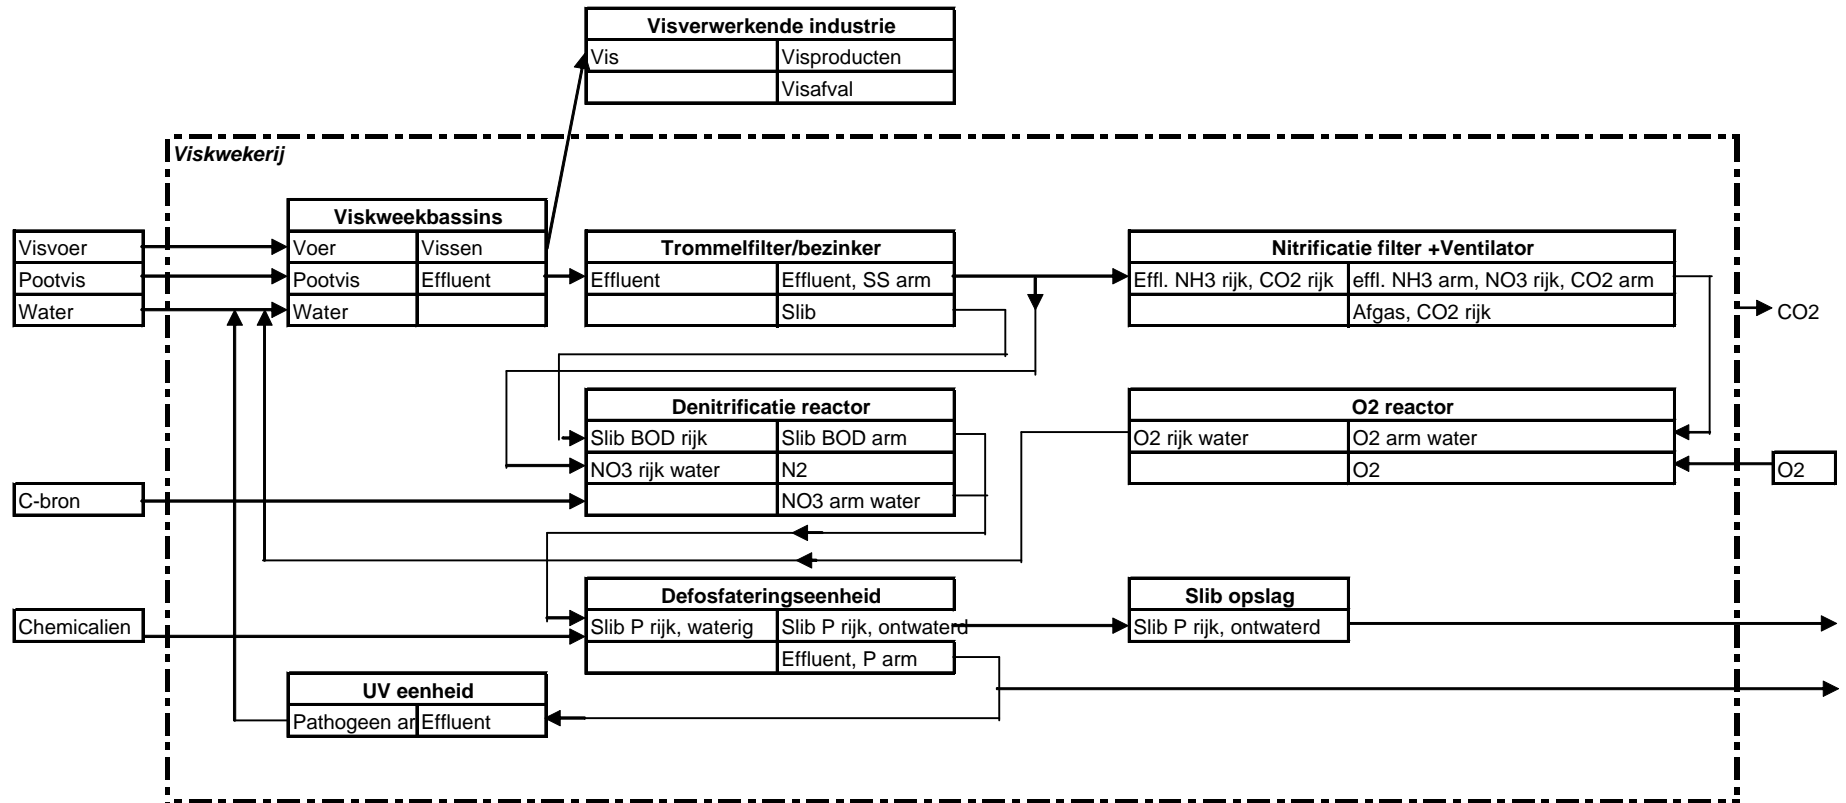 Visverwerkende industrie
Vis Visproducten
Visafval
Viskwekerij
Viskweekbassins
Visvoer Voer Vissen
Pootvis Pootvis Effluent
Water Water
Trommelfilter/bezinker
Effluent Effluent, SS arm
Slib
Nitrificatie filter +Ventilator
Effl. NH3 rijk, CO2 rijk effl. NH3 arm, NO3 rijk, CO2 arm
Afgas, CO2 rijk
CO2
Denitrificatie reactor
Slib BOD rijk Slib BOD arm
NO3 rijk water N2
NO3 arm water
C-bron
O2 reactor
O2 rijk water O2 arm water
O2
O2
Defosfateringseenheid
Slib P rijk, waterig Slib P rijk, ontwaterd
Effluent, P arm
Chemicalien
Slib opslag
Slib P rijk, ontwaterd
UV eenheid
Pathogeen ar Effluent